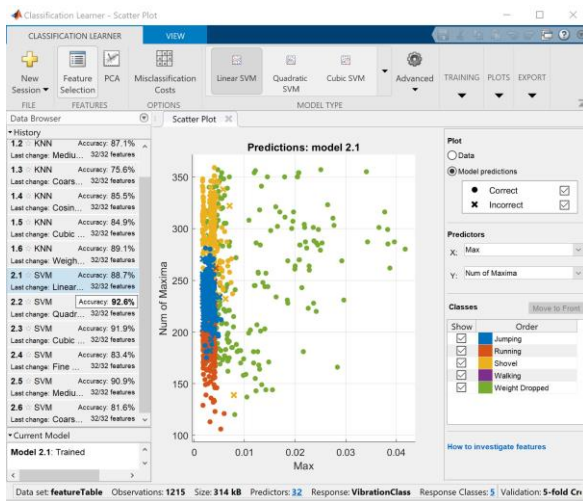 Classification Learner - Scatter Plot
CLASSIFICATION LEARNER VIEW
New Session
Feature Selection
PCA
Misclassification Costs
Linear SVM
Quadratic SVM
Cubic SVM
Advanced
TRAINING
PLOTS
EXPORT
FILE FEATURES OPTIONS MODEL TYPE
Data Browser
History
1.2 KNN Accuracy: 87.1%
Last change: Mediu... 32/32 features
1.3 KNN Accuracy: 75.6%
Last change: Coars... 32/32 features
1.4 KNN Accuracy: 85.5%
Last change: Cosin... 32/32 features
1.5 KNN Accuracy: 84.9%
Last change: Cubic ... 32/32 features
1.6 KNN Accuracy: 89.1%
Last change: Weigh... 32/32 features
2.1 SVM Accuracy: 88.7%
Last change: Linear... 32/32 features
2.2 SVM Accuracy: 92.6%
Last change: Quadr... 32/32 features
2.3 SVM Accuracy: 91.9%
Last change: Cubic ... 32/32 features
2.4 SVM Accuracy: 83.4%
Last change: Fine ... 32/32 features
2.5 SVM Accuracy: 90.9%
Last change: Mediu... 32/32 features
2.6 SVM Accuracy: 81.6%
Last change: Coars... 32/32 features
Current Model
Model 2.1: Trained
Scatter Plot
Predictions: model 2.1
350
300
250
200
150
100
Num of Maxima
0 0.01 0.02 0.03 0.04
Max
Plot
Data
Model predictions
Correct
Incorrect
Predictors
X: Max
Y: Num of Maxima
Classes Move to Front
Show Order
Jumping
Running
Shovel
Walking
Weight Dropped
How to investigate features
Data set: featureTable Observations: 1215 Size: 314 kB Predictors: 32 Response: VibrationClass Response Classes: 5 Validation: 5-fold Cr